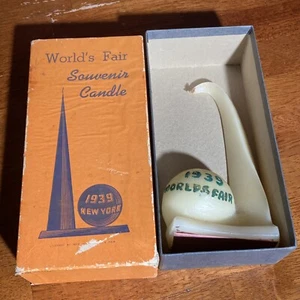 World's Fair
Souvenir
Candle
1939
NEW YORK
1939
WORLD'S FAIR